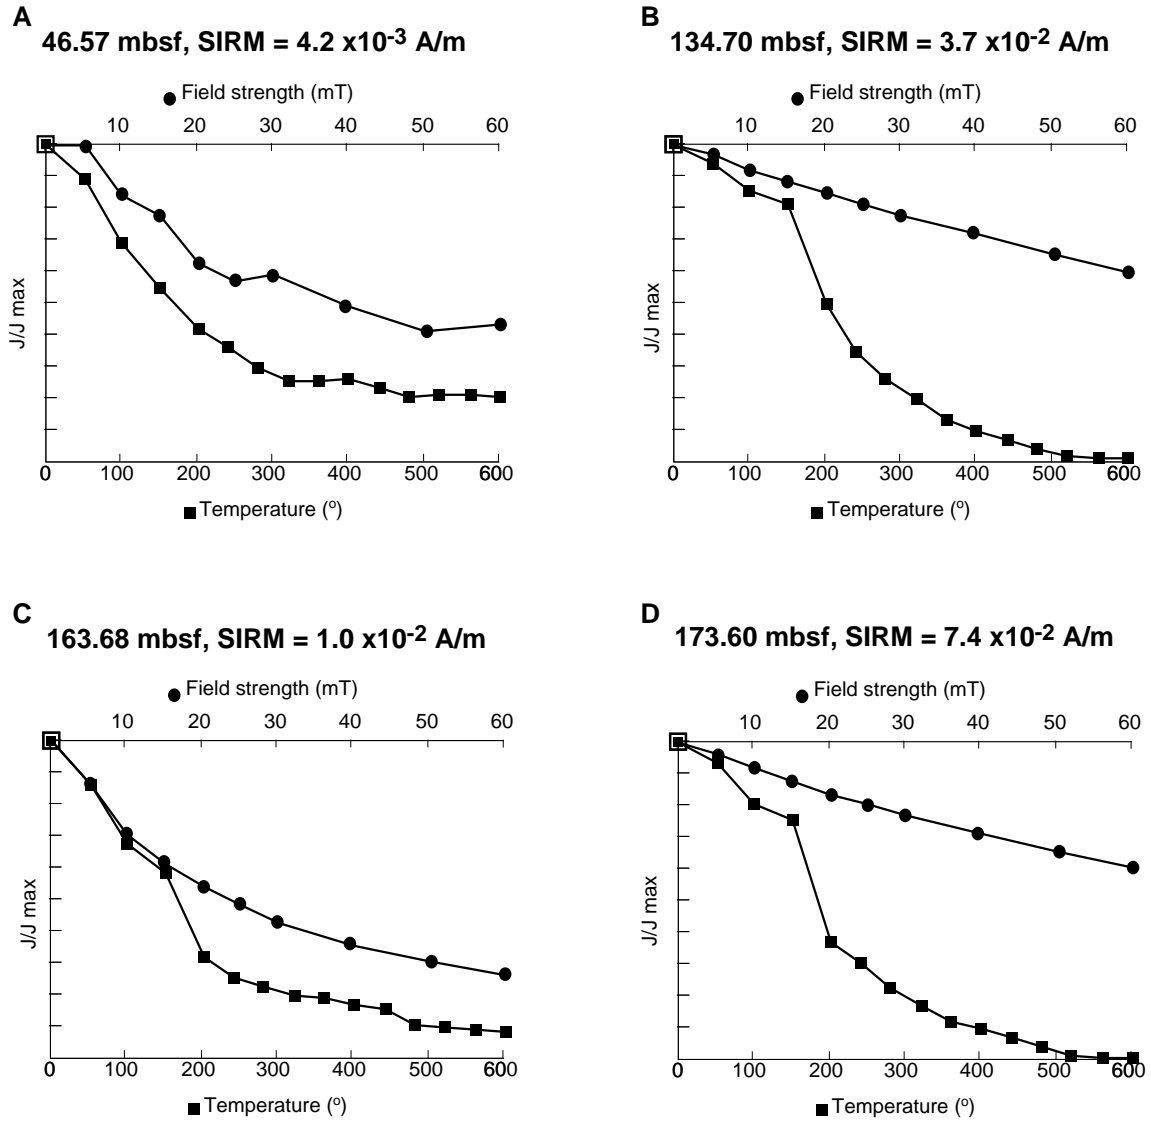 A
46.57 mbsf, SIRM = 4.2 x10-3 A/m
Field strength (mT)
10 20 30 40 50 60
J/J max
0 100 200 300 400 500 600
Temperature (o)
B
134.70 mbsf, SIRM = 3.7 x10-2 A/m
Field strength (mT)
10 20 30 40 50 60
J/J max
0 100 200 300 400 500 600
Temperature (o)
C
163.68 mbsf, SIRM = 1.0 x10-2 A/m
Field strength (mT)
10 20 30 40 50 60
J/J max
0 100 200 300 400 500 600
Temperature (o)
D
173.60 mbsf, SIRM = 7.4 x10-2 A/m
Field strength (mT)
10 20 30 40 50 60
J/J max
0 100 200 300 400 500 600
Temperature (o)